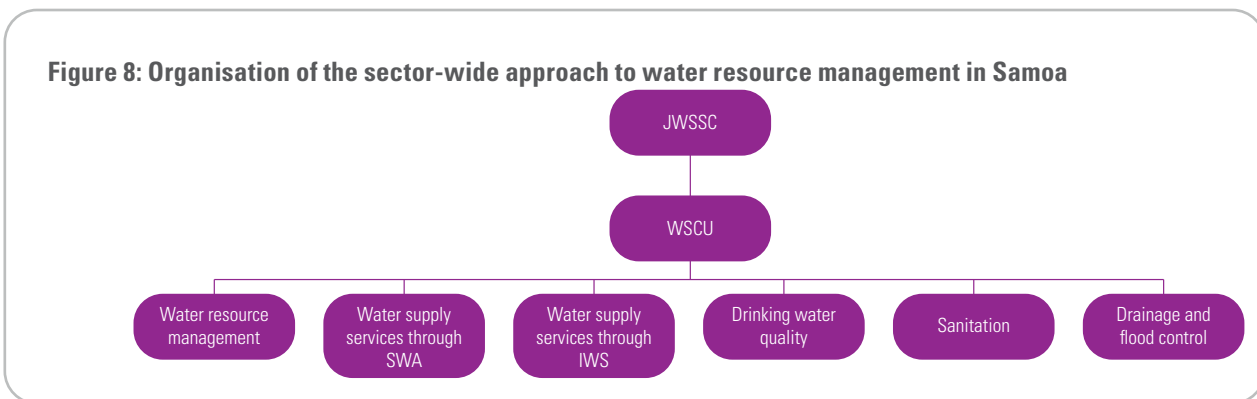 Figure 8: Organisation of the sector-wide approach to water resource management in Samoa
JWSSC
WSCU
Water resource
management
Water supply
services through
SWA
Water supply
services through
IWS
Drinking water
quality
Sanitation
Drainage and
flood control